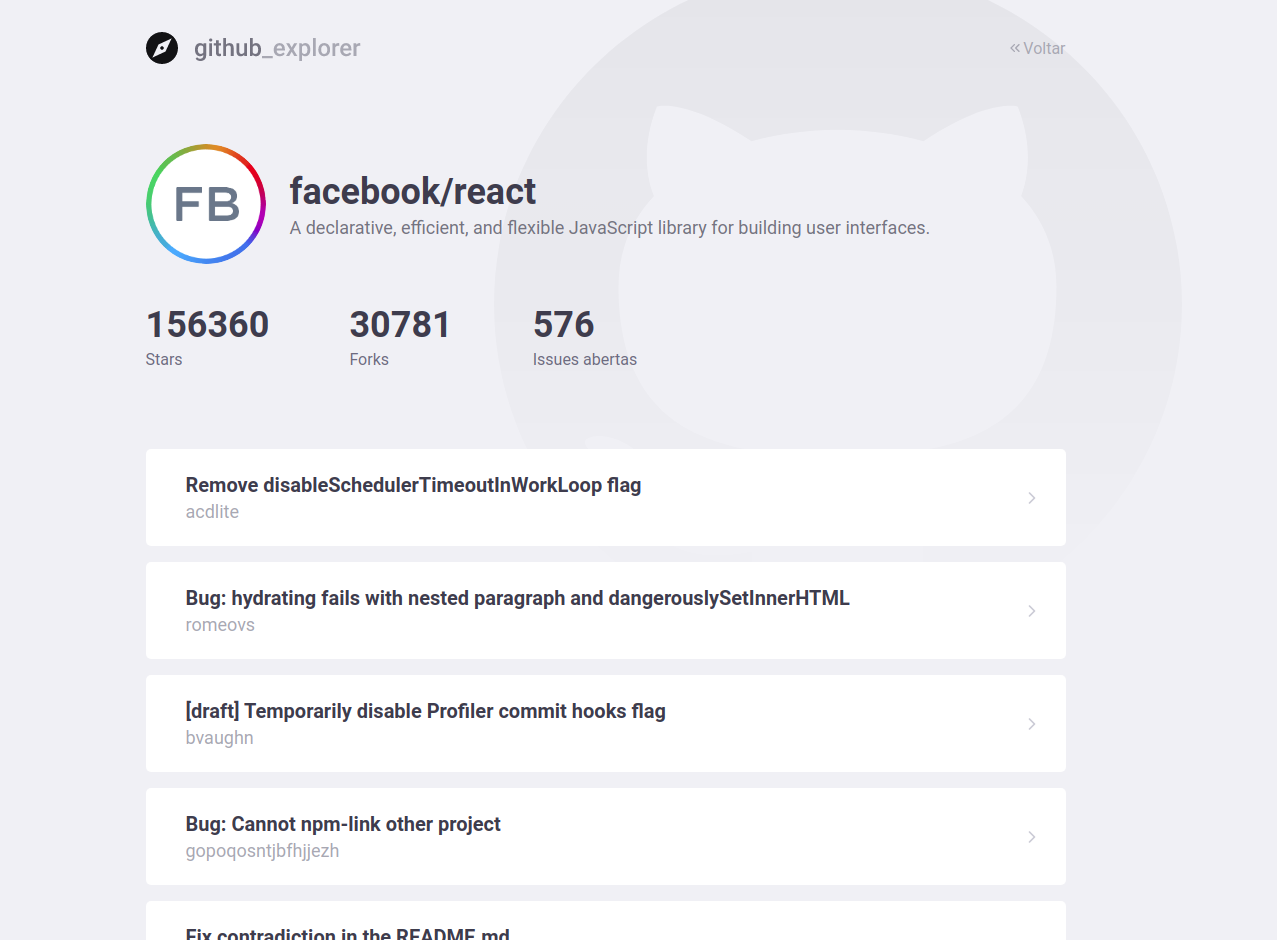 github_explorer
Voltar
FB
facebook/react
A declarative, efficient, and flexible JavaScript library for building user interfaces.
156360
30781
576
Stars
Forks
Issues abertas
Remove disableSchedulerTimeoutInWorkLoop flag
acdlite
Bug: hydrating fails with nested paragraph and dangerouslySetInnerHTML
romeovs
[draft] Temporarily disable Profiler commit hooks flag
bvaughn
Bug: Cannot npm-link other project
gopoqosntjbfhjjezh
Fix contradiction in the README.md